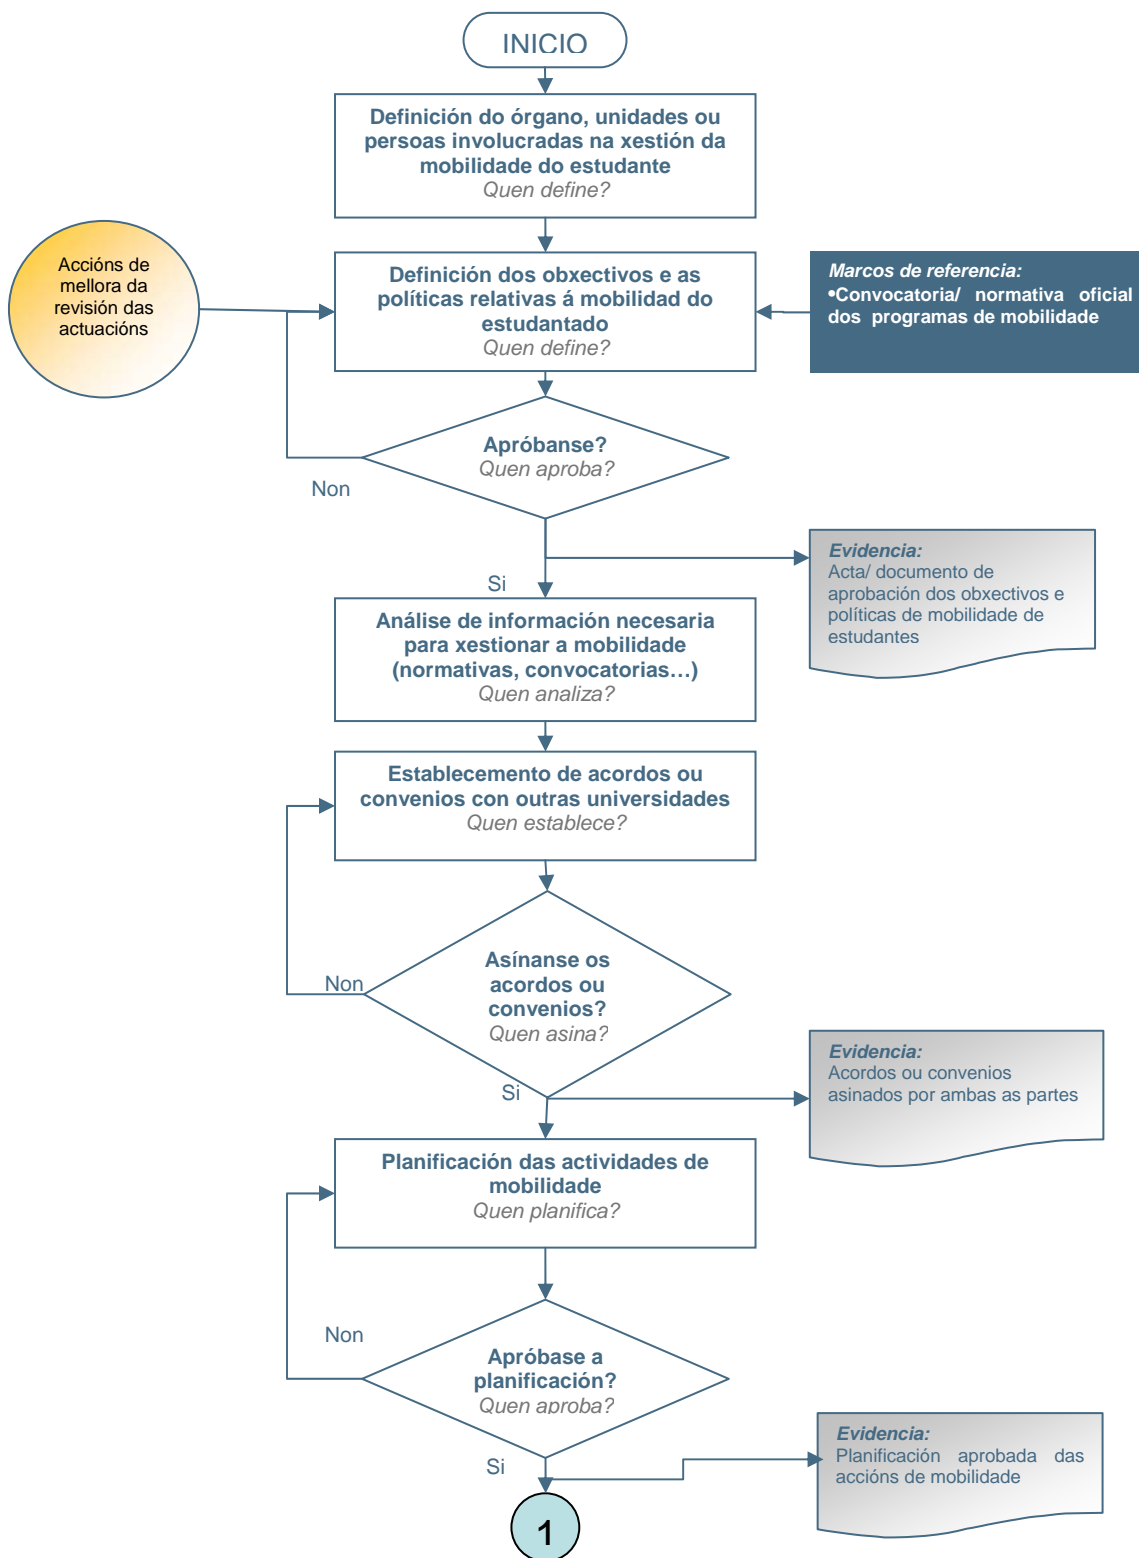 INICIO
Definición do órgano, unidades ou
persoas involucradas na xestión da
mobilidade do estudante
Quen define?
Accións de
mellora da
revisión das
actuacións
Definición dos obxectivos e as
políticas relativas á mobilidad do
estudantado
Quen define?
Marcos de referencia:
•Convocatoria/ normativa oficial
dos programas de mobilidade
Apróbanse?
Quen aproba?
Non
Si
Evidencia:
Acta/ documento de
aprobación dos obxectivos e
políticas de mobilidade de
estudantes
Análise de información necesaria
para xestionar a mobilidade
(normativas, convocatorias…)
Quen analiza?
Establecemento de acordos ou
convenios con outras universidades
Quen establece?
Asínanse os
acordos ou
convenios?
Quen asina?
Non
Si
Evidencia:
Acordos ou convenios
asinados por ambas as partes
Planificación das actividades de
mobilidade
Quen planifica?
Non
Apróbase a
planificación?
Quen aproba?
Si
Evidencia:
Planificación aprobada das
accións de mobilidade
1